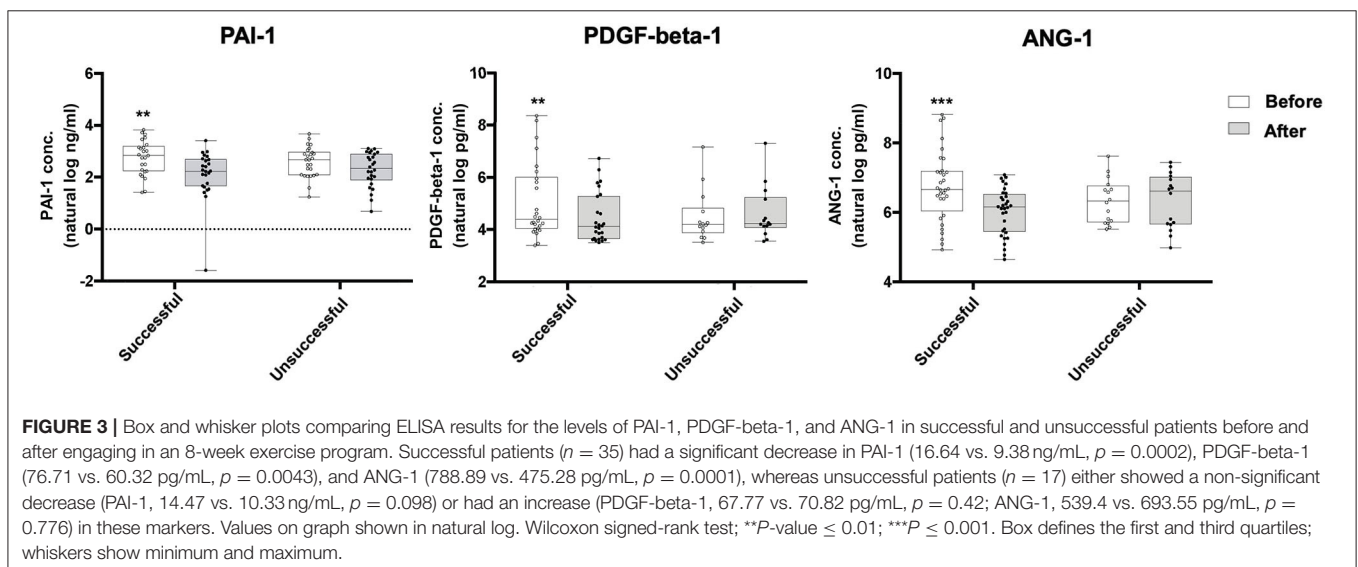 PAI-1
PDGF-beta-1
ANG-1
PAI-1 conc.
(natural log ng/ml)
6
4
2
0
-2
**
Successful
Unsuccessful
PDGF-beta-1 conc.
(natural log pg/ml)
10
8
6
4
2
**
Successful
Unsuccessful
ANG-1 conc.
(natural log pg/ml)
10
8
6
4
***
Successful
Unsuccessful
Before
After
FIGURE 3 | Box and whisker plots comparing ELISA results for the levels of PAI-1, PDGF-beta-1, and ANG-1 in successful and unsuccessful patients before and
after engaging in an 8-week exercise program. Successful patients (n = 35) had a significant decrease in PAI-1 (16.64 vs. 9.38 ng/mL, p = 0.0002), PDGF-beta-1
(76.71 vs. 60.32 pg/mL, p = 0.0043), and ANG-1 (788.89 vs. 475.28 pg/mL, p = 0.0001), whereas unsuccessful patients (n = 17) either showed a non-significant
decrease (PAI-1, 14.47 vs. 10.33 ng/mL, p = 0.098) or had an increase (PDGF-beta-1, 67.77 vs. 70.82 pg/mL, p = 0.42; ANG-1, 539.4 vs. 693.55 pg/mL, p =
0.776) in these markers. Values on graph shown in natural log. Wilcoxon signed-rank test; **P-value ≤ 0.01; ***P ≤ 0.001. Box defines the first and third quartiles;
whiskers show minimum and maximum.